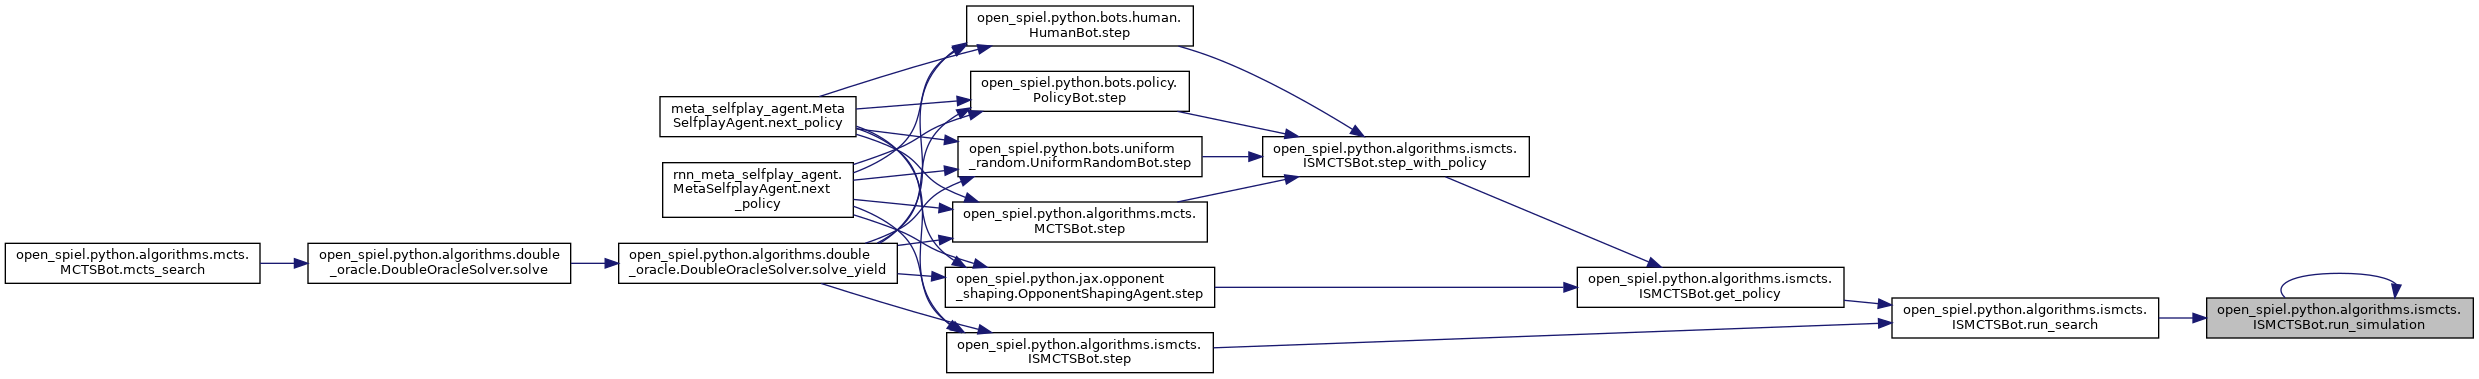 open_spiel.python.bots.human.
HumanBot.step
open_spiel.python.bots.policy.
PolicyBot.step
meta_selfplay_agent.Meta
SelfplayAgent.next_policy
open_spiel.python.bots.uniform
_random.UniformRandomBot.step
open_spiel.python.algorithms.ismcts.
ISMCTSBot.step_with_policy
rnn_meta_selfplay_agent.
MetaSelfplayAgent.next
_policy
open_spiel.python.algorithms.mcts.
MCTSBot.step
open_spiel.python.algorithms.mcts.
MCTSBot.mcts_search
open_spiel.python.algorithms.double
_oracle.DoubleOracleSolver.solve
open_spiel.python.algorithms.double
_oracle.DoubleOracleSolver.solve_yield
open_spiel.python.jax.opponent
_shaping.OpponentShapingAgent.step
open_spiel.python.algorithms.ismcts.
ISMCTSBot.get_policy
open_spiel.python.algorithms.ismcts.
ISMCTSBot.run_search
open_spiel.python.algorithms.ismcts.
ISMCTSBot.run_simulation
open_spiel.python.algorithms.ismcts.
ISMCTSBot.step